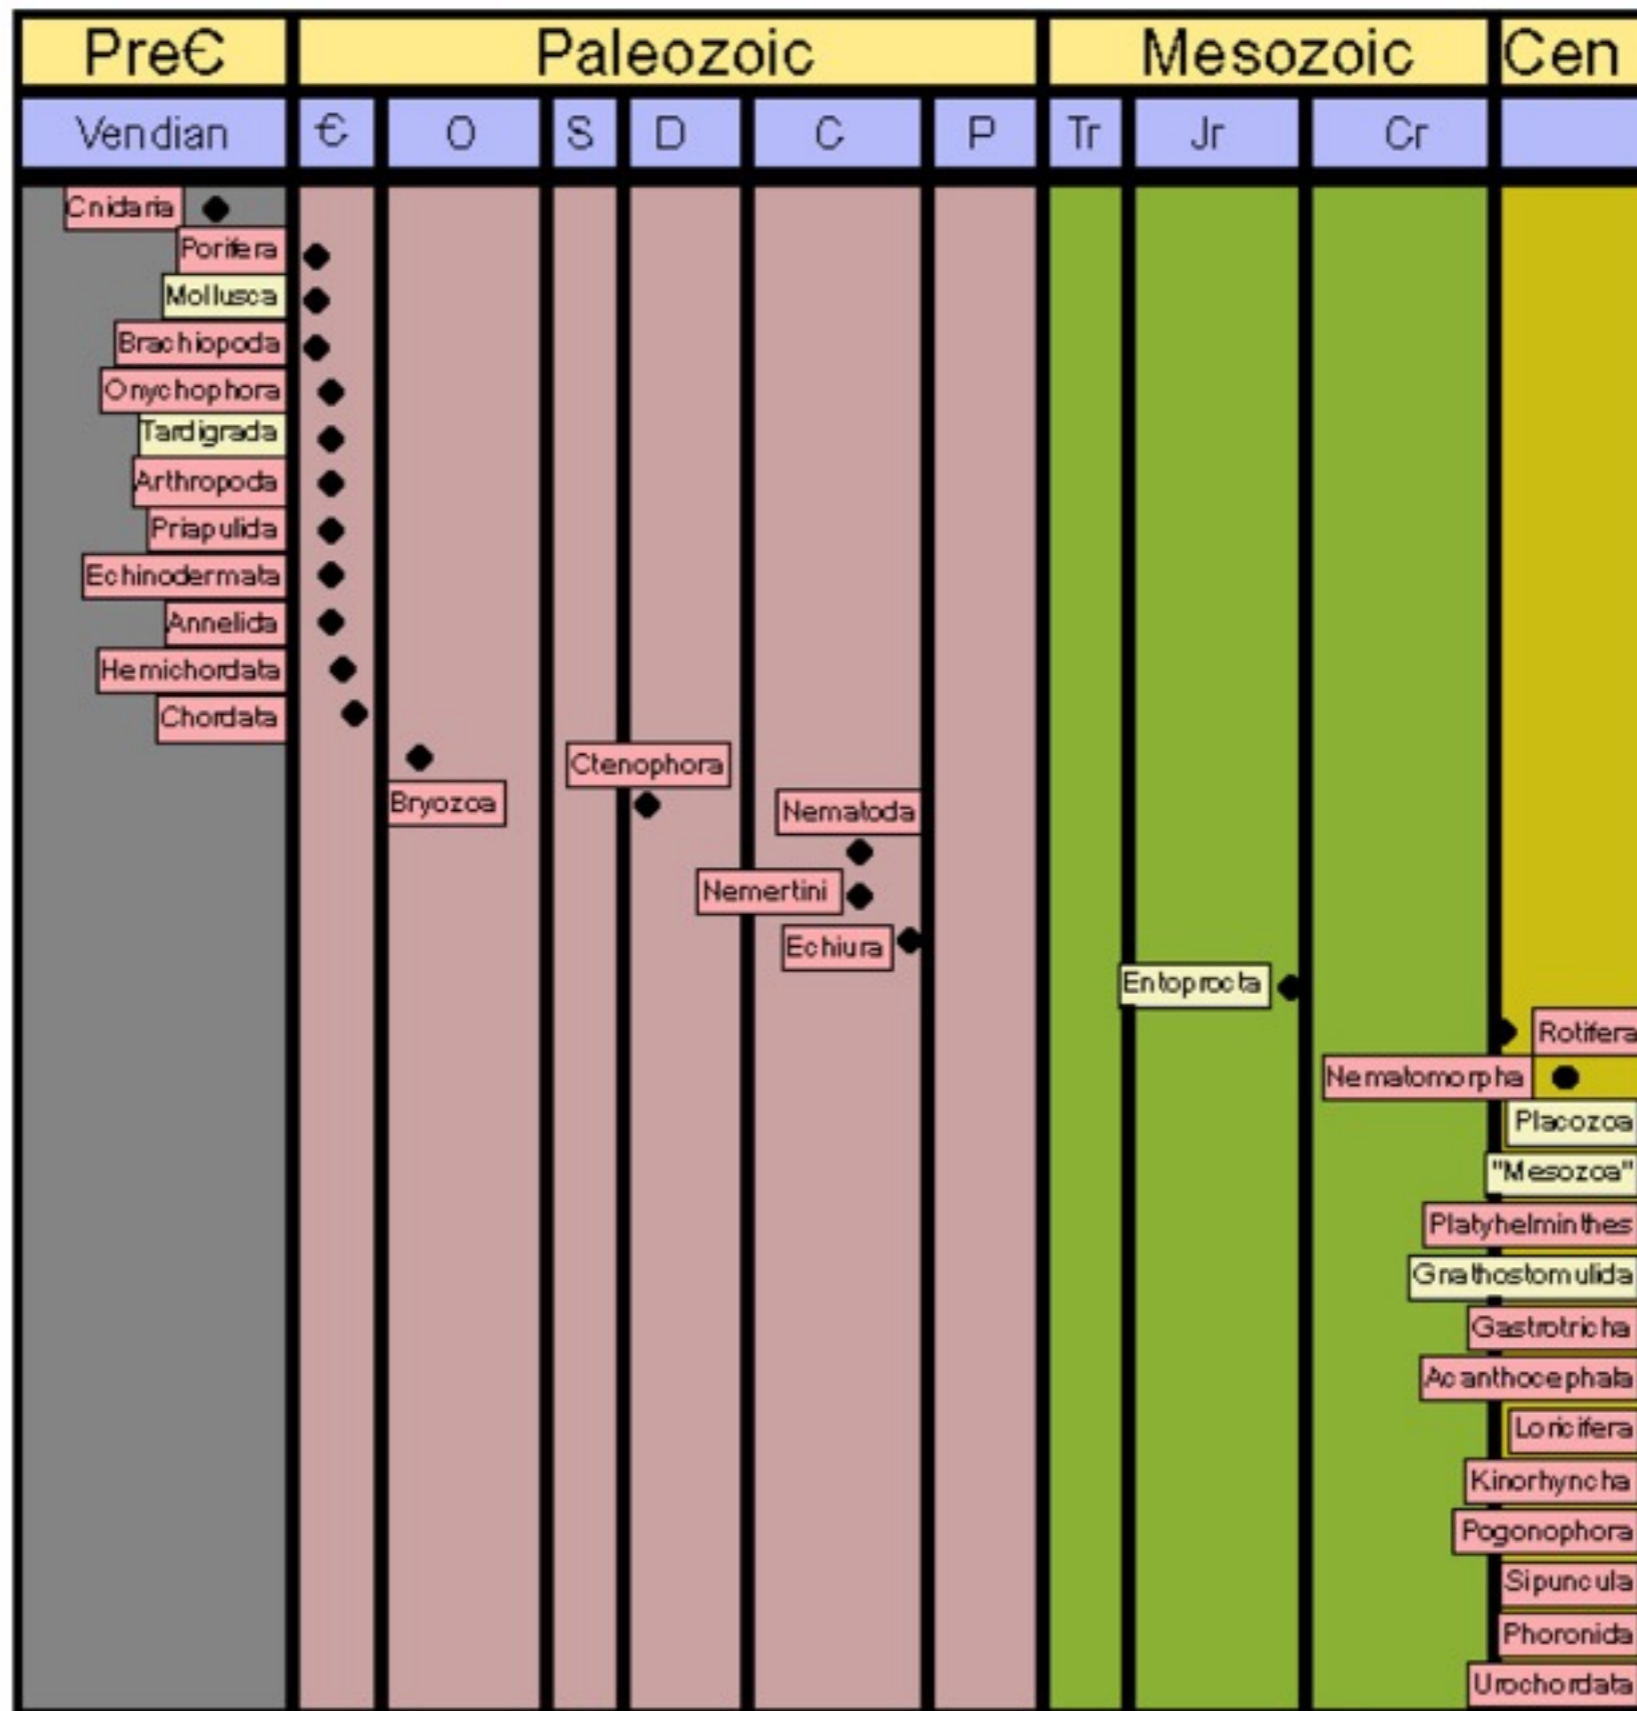 Pre€ Paleozoic Mesozoic Cen
Vendian € O S D C P Tr Jr Cr
Cnidaria
Porifera
Mollusca
Brachiopoda
Onychophora
Tardigrada
Arthropoda
Priapulida
Echinodermata
Annelida
Hemichordata
Chordata
Ctenophora
Bryozoa
Nematoda
Nemertini
Echiura
Entoprocta
Rotifera
Nematomorpha
Placozoa
"Mesozoa"
Platyhelminthes
Gnathostomulida
Gastrotricha
Acanthocephala
Loricifera
Kinorhyncha
Pogonophora
Sipuncula
Phoronida
Urochordata